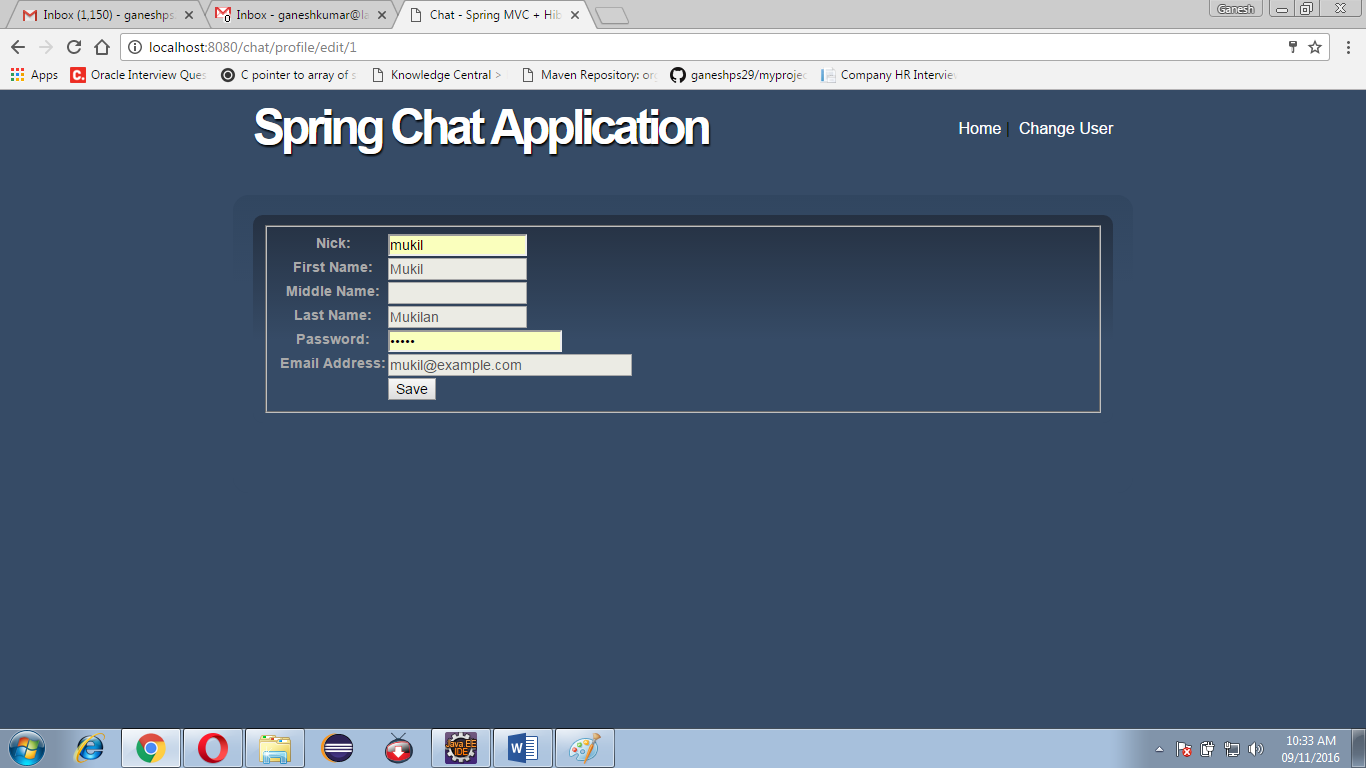 Inbox (1,150) - ganeshps
Inbox - ganeshkumar@la
Chat - Spring MVC + Hib
Ganesh
localhost:8080/chat/profile/edit/1
Apps
Oracle Interview Ques
C pointer to array of s
Knowledge Central >
Maven Repository: or
ganeshps29/myprojec
Company HR Intervie
Spring Chat Application
Home | Change User
Nick: mukil
First Name: Mukil
Middle Name:
Last Name: Mukilan
Password: •••••
Email Address: mukil@example.com
Save
Java EE
IDE
10:33 AM
09/11/2016